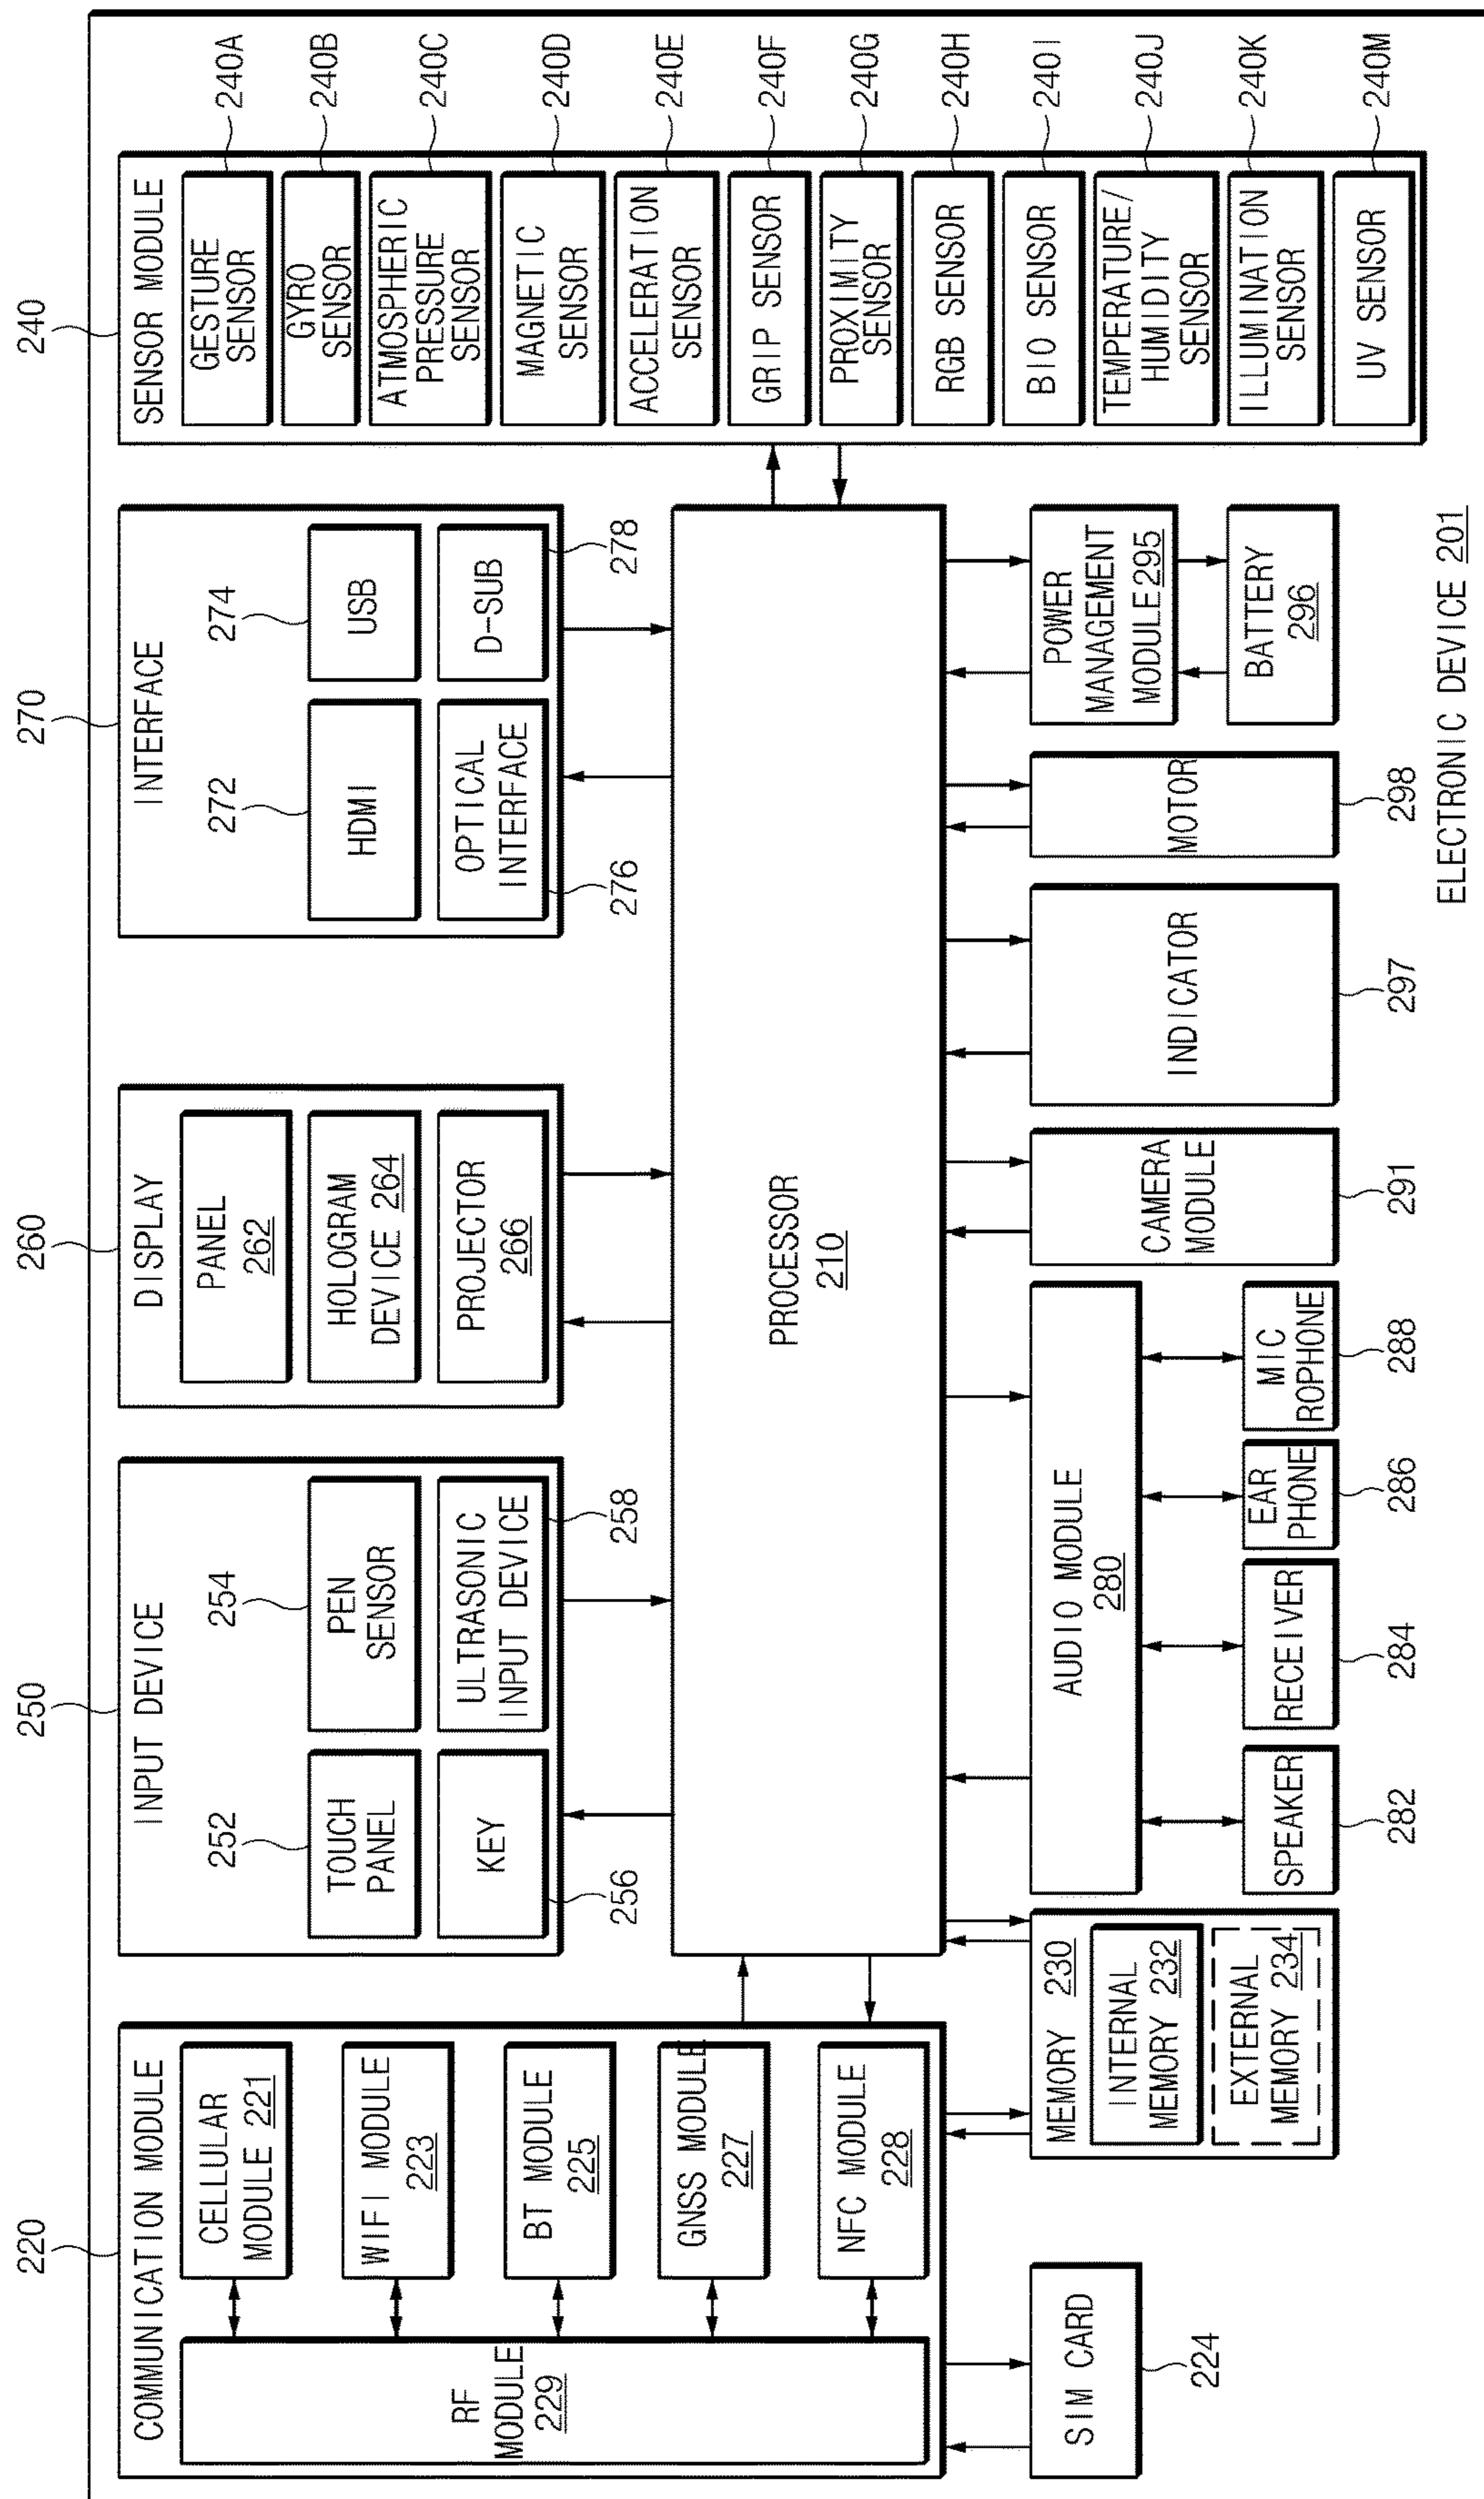 220
COMMUNICATION MODULE
CELLULAR
MODULE 221
WIFI MODULE
223
BT MODULE
225
GNSS MODULE
227
NFC MODULE
228
RF
MODULE
229
SIM CARD
224
250
INPUT DEVICE
252
254
TOUCH
PANEL
PEN
SENSOR
KEY
ULTRASONIC
INPUT DEVICE
256
258
260
DISPLAY
PANEL
262
HOLOGRAM
DEVICE 264
PROJECTOR
266
270
INTERFACE
272
274
HDMI
USB
OPTICAL
INTERFACE
D-SUB
276
278
240
SENSOR MODULE
GESTURE
SENSOR
240A
GYRO
SENSOR
240B
ATMOSPHERIC
PRESSURE
SENSOR
240C
MAGNETIC
SENSOR
240D
ACCELERATION
SENSOR
240E
GRIP SENSOR
240F
PROXIMITY
SENSOR
240G
RGB SENSOR
240H
BIO SENSOR
240I
TEMPERATURE/
HUMIDITY
SENSOR
240J
ILLUMINATION
SENSOR
240K
UV SENSOR
240M
PROCESSOR
210
MEMORY 230
INTERNAL
MEMORY 232
EXTERNAL
MEMORY 234
AUDIO MODULE
280
SPEAKER
282
RECEIVER
284
EAR
PHONE
286
MIC
ROPHONE
288
CAMERA
MODULE
291
INDICATOR
297
MOTOR
298
POWER
MANAGEMENT
MODULE 295
BATTERY
296
ELECTRONIC DEVICE 201